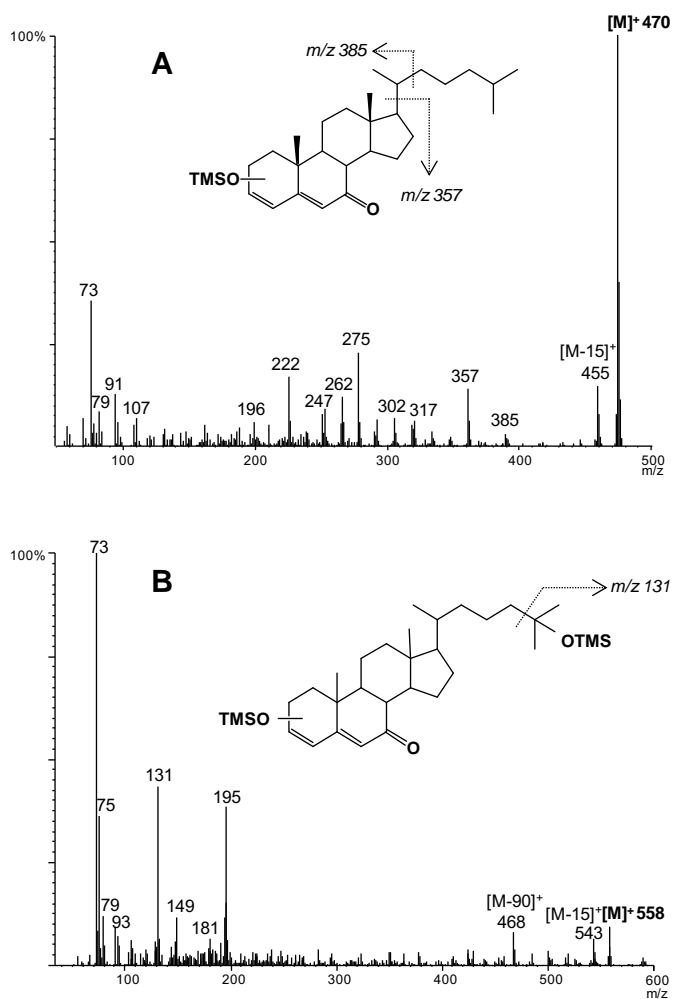 [M]+ 470
100%
A
m/z 385
TMSO
O
m/z 357
73
275
[M-15]+
455
222
91
357
79
107
262
247
196
302
317
385
100
200
300
400
500
m/z
73
100%
B
m/z 131
OTMS
TMSO
O
131
195
75
79
93
149
181
[M-90]+
468
[M-15]+ [M]+ 558
543
100
200
300
400
500
600
m/z